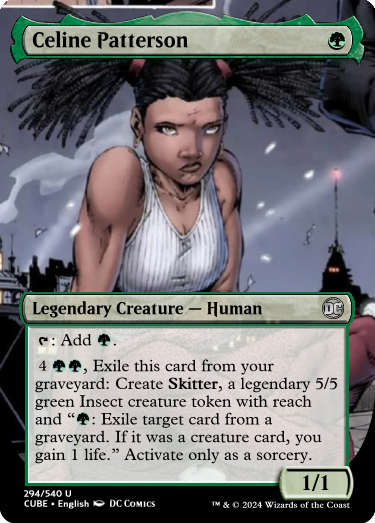 Celine Patterson
Legendary Creature — Human
DC
: Add .
4 , Exile this card from your
graveyard: Create Skitter, a legendary 5/5
green Insect creature token with reach
and “: Exile target card from a
graveyard. If it was a creature card, you
gain 1 life.” Activate only as a sorcery.
1/1
294/540 U
CUBE • English DC COMICS
™ & © 2024 Wizards of the Coast